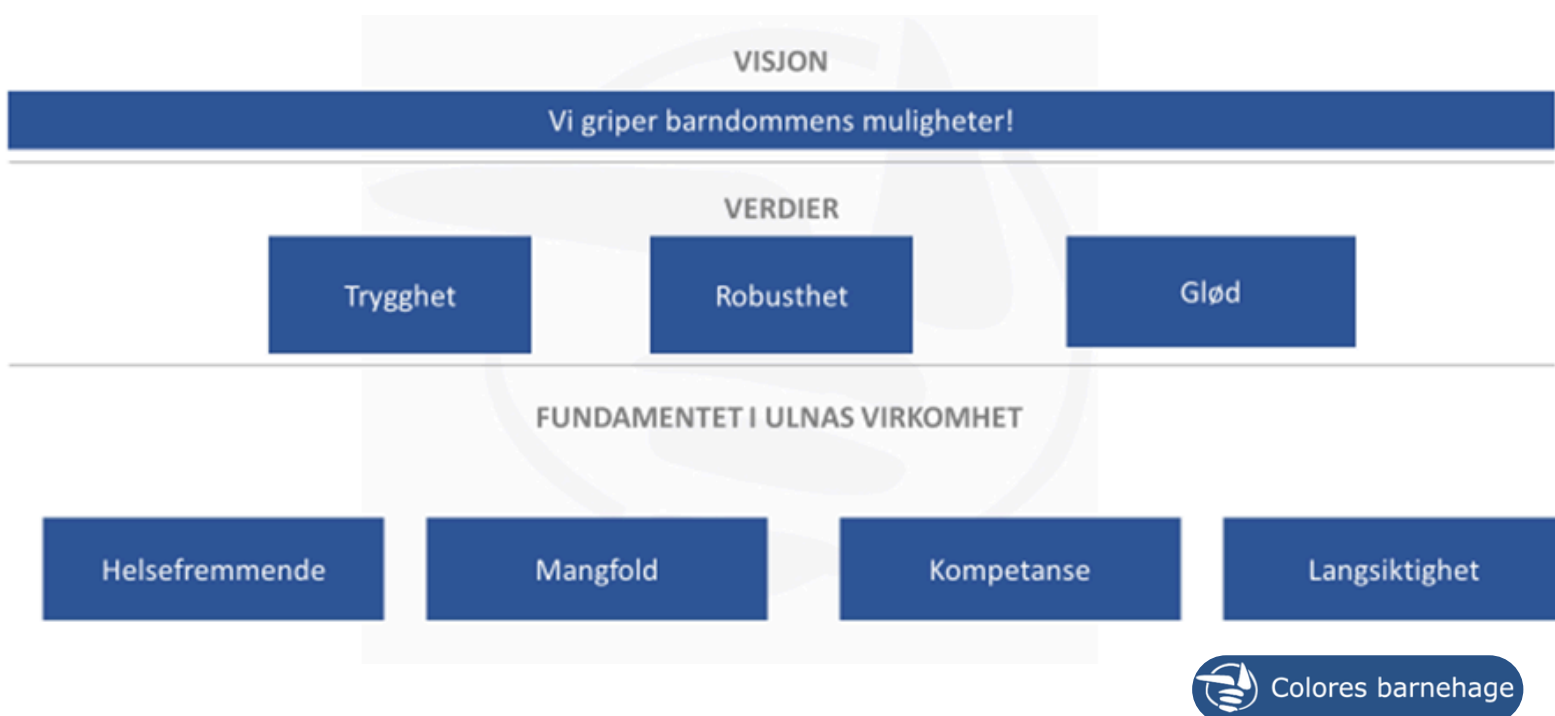 VISJON
Vi griper barndommens muligheter!
VERDIER
Trygghet Robusthet Glød
FUNDAMENTET I ULNAS VIRKOMHET
Helsefremmende Mangfold Kompetanse Langsiktighet
Colores barnehage